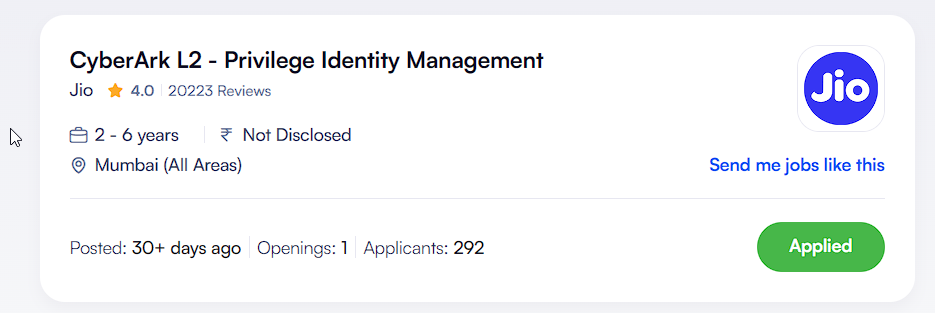 CyberArk L2 - Privilege Identity Management
Jio 4.0 20223 Reviews
Jio
2 - 6 years ₹ Not Disclosed
Mumbai (All Areas)
Send me jobs like this
Posted: 30+ days ago Openings: 1 Applicants: 292
Applied